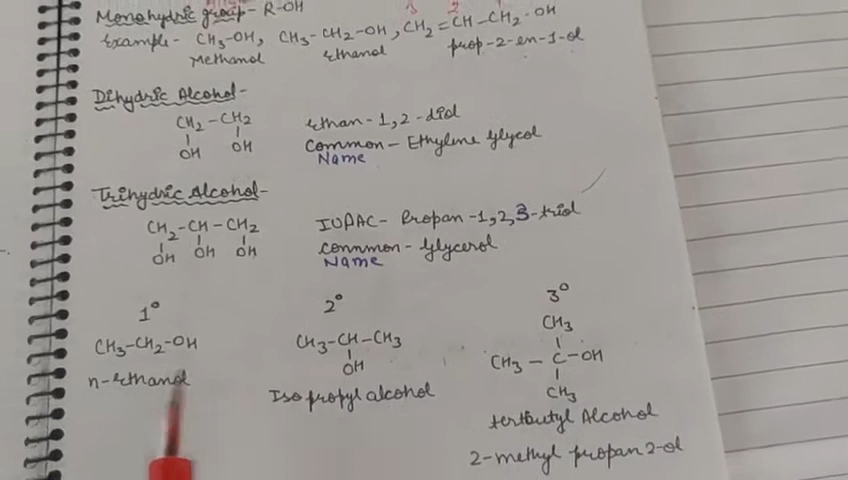 Monohydric group - R-OH
Example - CH3-OH, CH3-CH2-OH, CH2=CH-CH2-OH
3 2 1
Methanol Ethanol prop-2-en-1-ol
Dihydric Alcohol-
CH2-CH2 Ethan-1,2-diol
OH OH Common- Ethylene glycol
Name
Trihydric Alcohol-
CH2-CH-CH2 IUPAC- Propan-1,2,3-triol
OH OH OH Common- Glycerol
Name
1° 2° 3°
CH3
CH3-CH2-OH CH3-CH-CH3 CH3-C-OH
OH
n-Ethanol Isopropyl alcohol CH3
tertbutyl Alcohol
2-methyl propan 2-ol